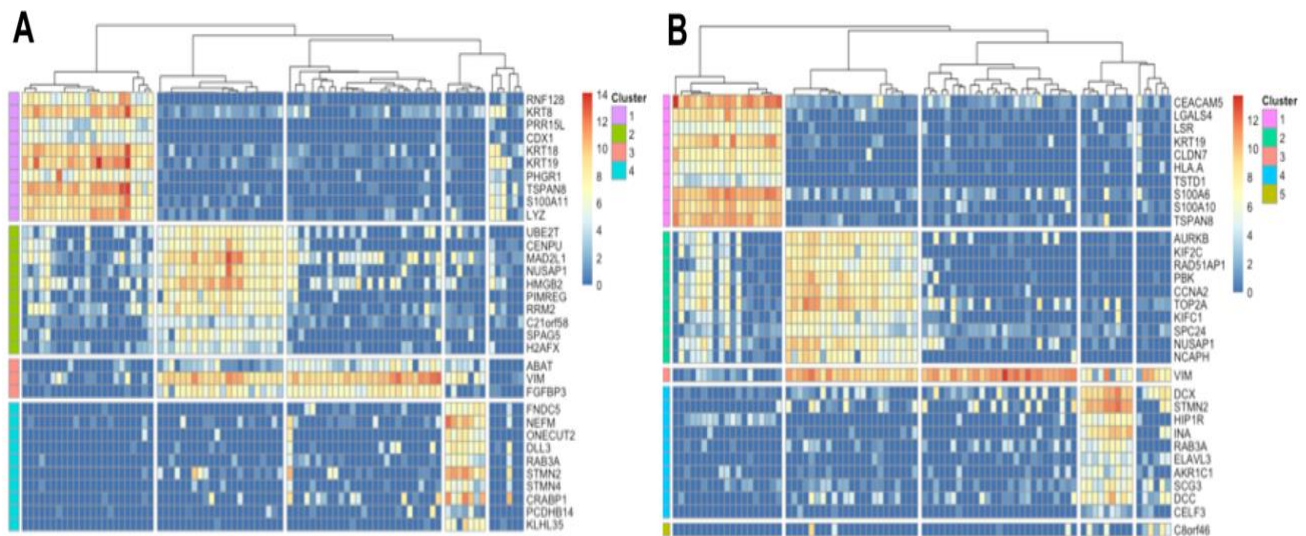 A
RNF128
KRT8
PRR15L
CDX1
KRT18
KRT19
PHGR1
TSPAN8
S100A11
LYZ
UBE2T
CENPU
MAD2L1
NUSAP1
HMGB2
PIMREG
RRM2
C21orf58
SPAG5
H2AFX
ABAT
VIM
FGFBP3
FNDC5
NEFM
ONECUT2
DLL3
RAB3A
STMN2
STMN4
CRABP1
PCDHB14
KLHL35
14
12
10
8
6
4
2
0
Cluster
1
2
3
4
B
CEACAM5
LGALS4
LSR
KRT19
CLDN7
HLA.A
TSTD1
S100A6
S100A10
TSPAN8
AURKB
KIF2C
RAD51AP1
PBK
CCNA2
TOP2A
KIFC1
SPC24
NUSAP1
NCAPH
VIM
DCX
STMN2
HIP1R
INA
RAB3A
ELAVL3
AKR1C1
SCG3
DCC
CELF3
C8orf46
12
10
8
6
4
2
0
Cluster
1
2
3
4
5